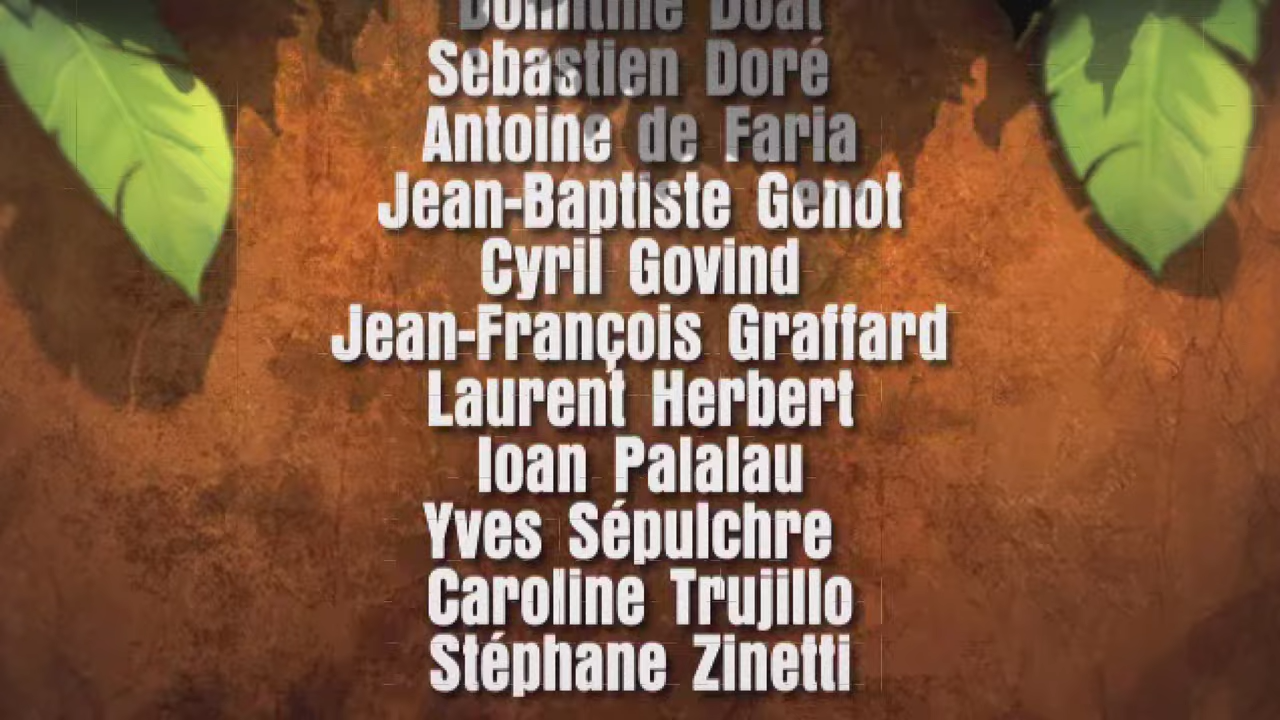 Sebastien Doré
Antoine de Faria
Jean-Baptiste Genot
Cyril Govind
Jean-François Graffard
Laurent Herbert
Ioan Palalau
Yves Sépulchre
Caroline Trujillo
Stéphane Zinetti